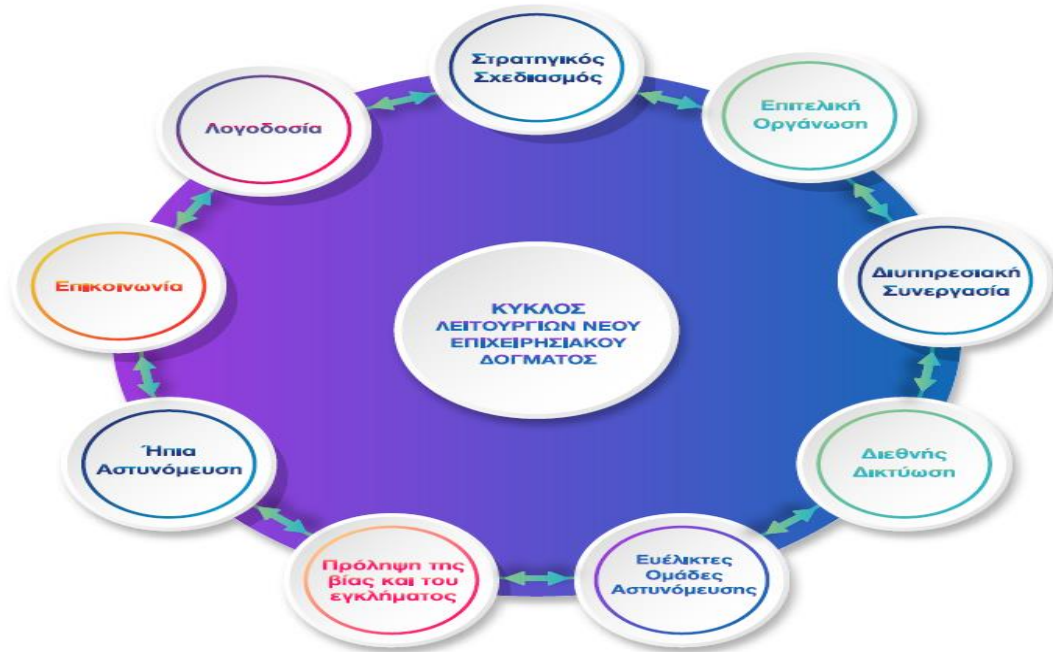 Στρατηγικός
Σχεδιασμός
Επιτελική
Οργάνωση
Διυπηρεσιακή
Συνεργασία
Διεθνής
Δικτύωση
Ευέλικτες
Ομάδες
Αστυνόμευσης
Πρόληψη της
βίας και του
εγκλήματος
Ήπια
Αστυνόμευση
Επικοινωνία
Λογοδοσία
ΚΥΚΛΟΣ
ΛΕΙΤΟΥΡΓΙΩΝ ΝΕΟΥ
ΕΠΙΧΕΙΡΗΣΙΑΚΟΥ
ΔΟΓΜΑΤΟΣ